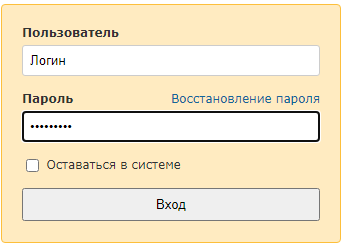 Пользователь
Логин
Пароль Восстановление пароля
•••••••••
Оставаться в системе
Вход